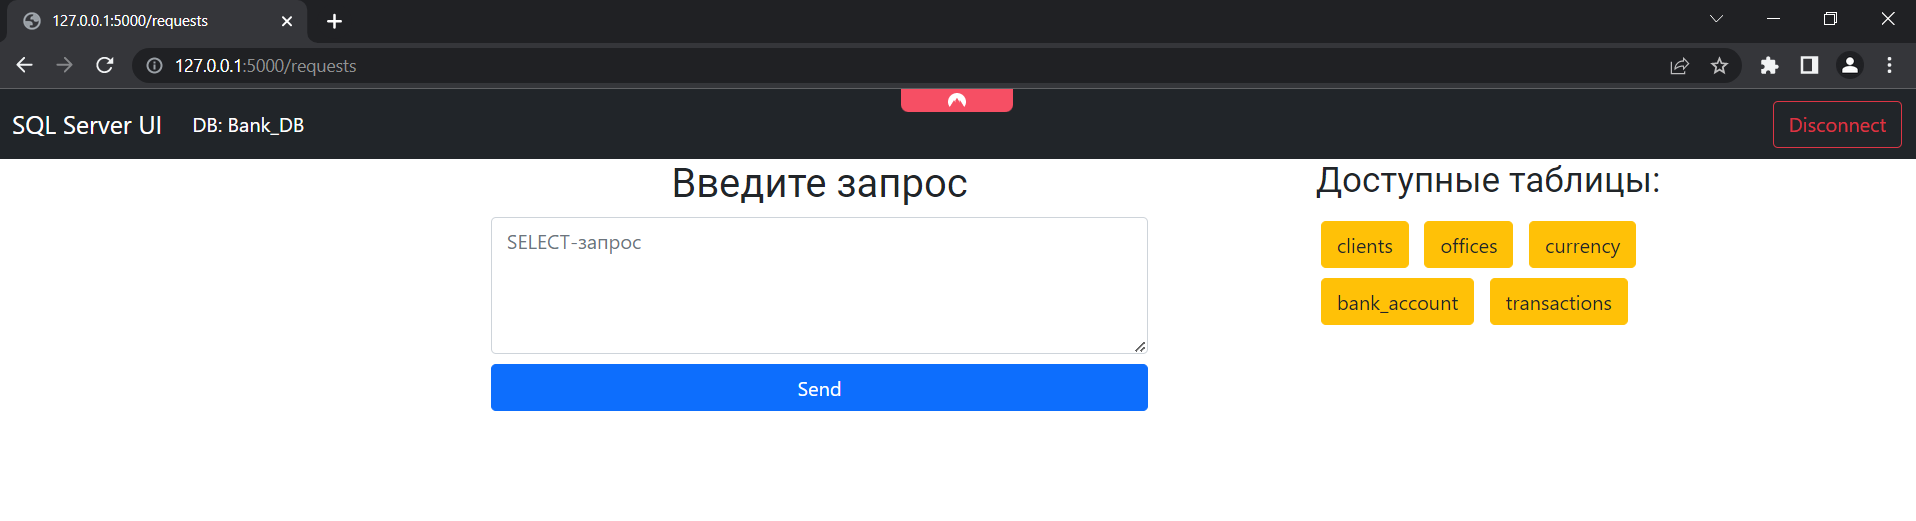 127.0.0.1:5000/requests
127.0.0.1:5000/requests
SQL Server UI DB: Bank_DB Disconnect
Введите запрос
SELECT-запрос
Send
Доступные таблицы:
clients offices currency
bank_account transactions